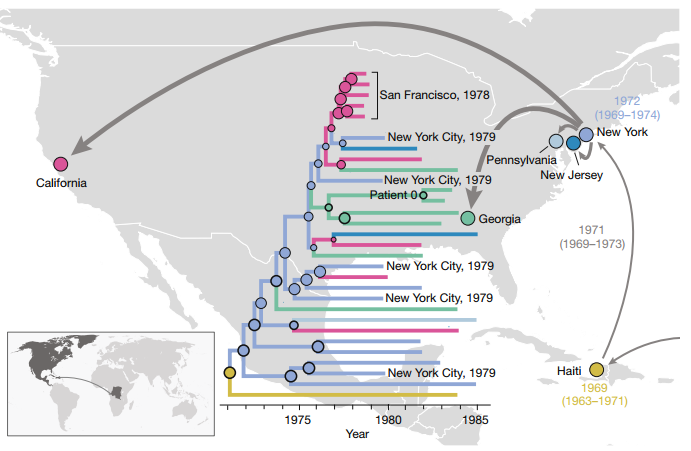 San Francisco, 1978
1972
(1969–1974)
New York
New York City, 1979
Pennsylvania
New Jersey
California
New York City, 1979
Patient 0
Georgia
1971
(1969–1973)
New York City, 1979
New York City, 1979
Haiti
New York City, 1979
1969
(1963–1971)
1975
1980
1985
Year